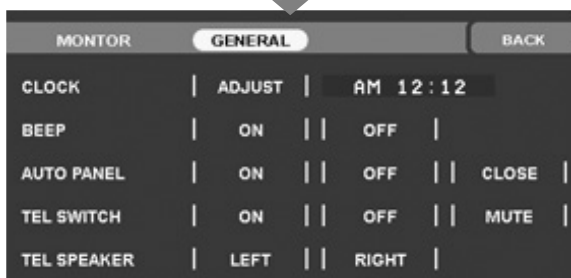 MONTOR GENERAL BACK
CLOCK ADJUST AM 12:12
BEEP ON OFF
AUTO PANEL ON OFF CLOSE
TEL SWITCH ON OFF MUTE
TEL SPEAKER LEFT RIGHT